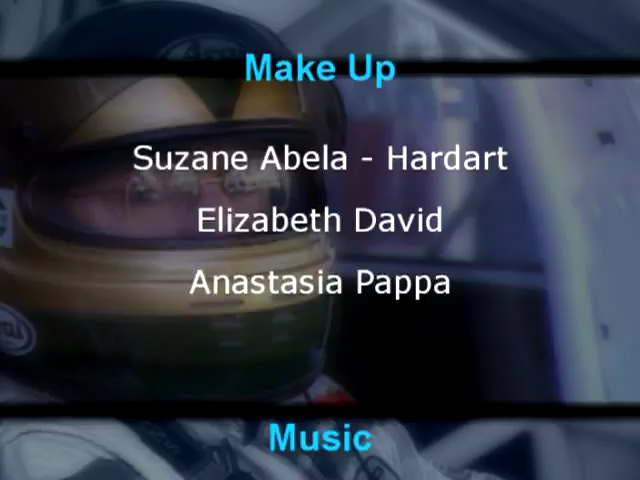 Make Up
Suzane Abela - Hardart
Elizabeth David
Anastasia Pappa
Music